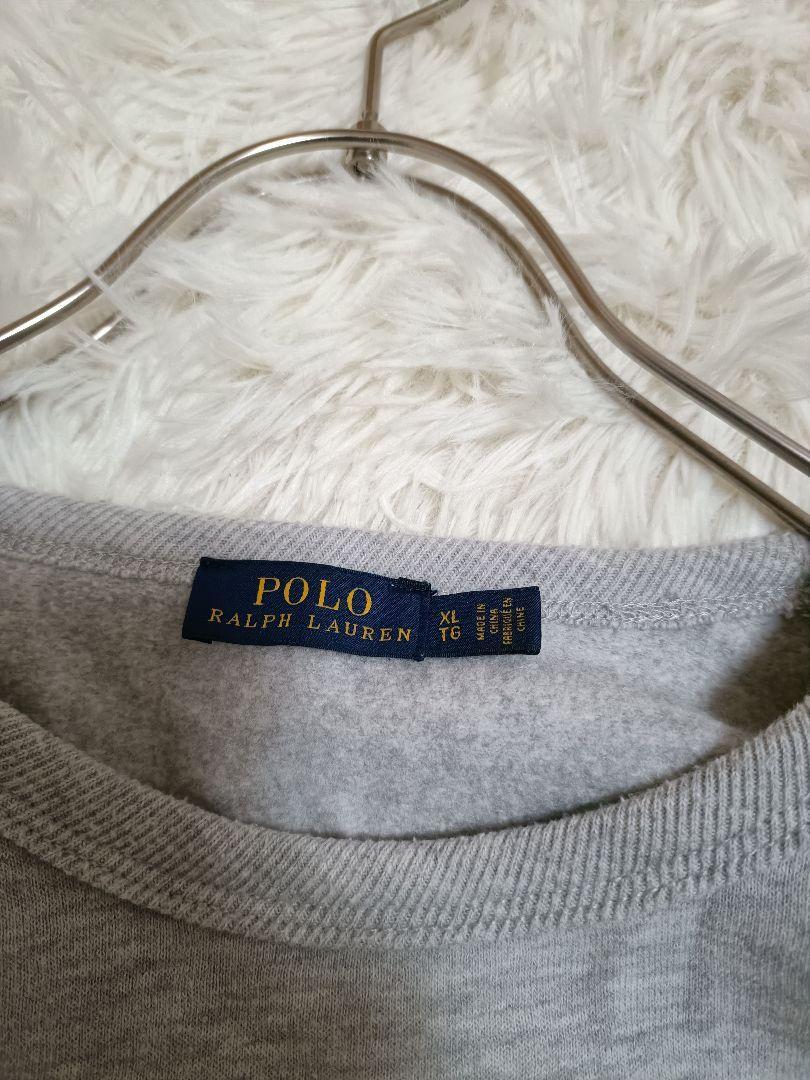 POLO
RALPH LAUREN
XL
TG
MADE IN
CHINA
FABRIQUÉ EN
CHINE